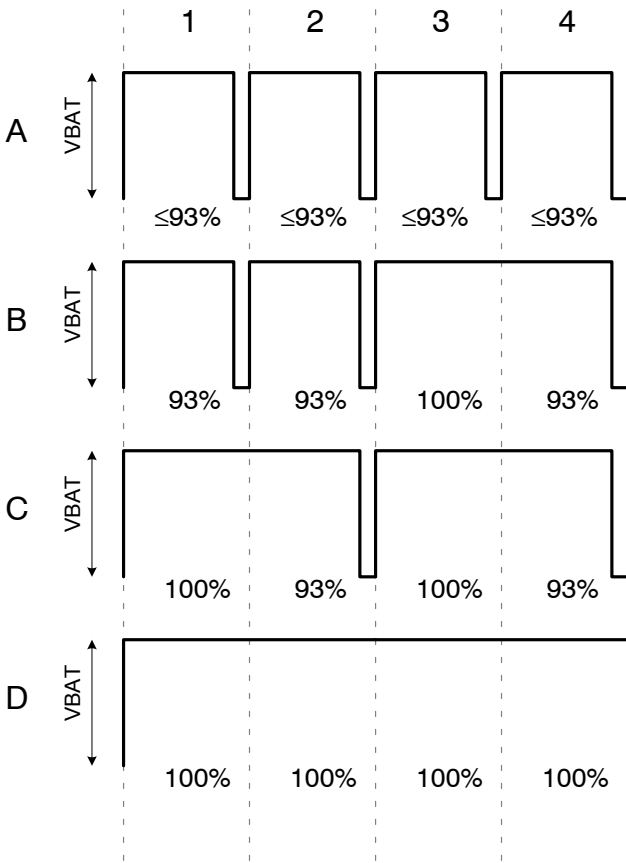 1 2 3 4
A
VBAT
≤93% ≤93% ≤93% ≤93%
B
VBAT
93% 93% 100% 93%
C
VBAT
100% 93% 100% 93%
D
VBAT
100% 100% 100% 100%